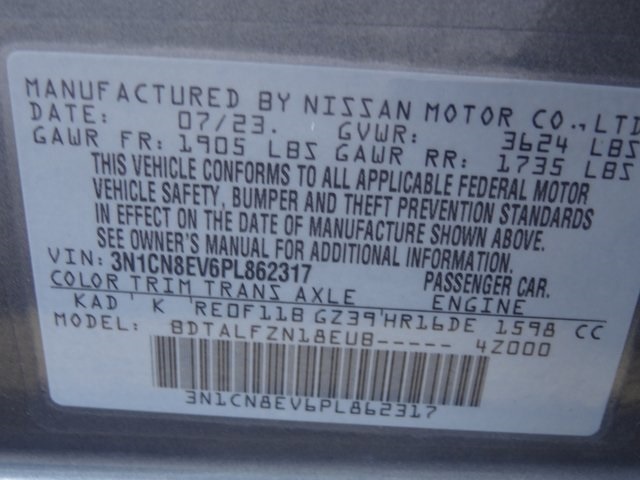 MANUFACTURED BY NISSAN MOTOR CO., LTD
DATE: 07/23. GVWR: 3624 LBS
GAWR FR: 1905 LBS GAWR RR: 1735 LBS
THIS VEHICLE CONFORMS TO ALL APPLICABLE FEDERAL MOTOR
VEHICLE SAFETY, BUMPER AND THEFT PREVENTION STANDARDS
IN EFFECT ON THE DATE OF MANUFACTURE SHOWN ABOVE.
SEE OWNER'S MANUAL FOR ADDITIONAL INFORMATION.
VIN: 3N1CN8EV6PL862317 PASSENGER CAR.
COLOR TRIM TRANS AXLE ENGINE
KAD K RE0F11B GZ39 HR16DE 1598 CC
MODEL: BDTALFZN18EUB----- 4Z000
3N1CN8EV6PL862317